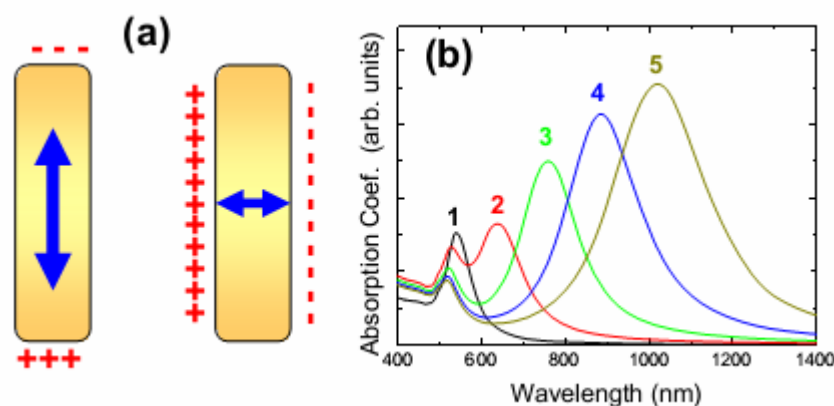 (a)
- - -
+++
+++++++++++
- - - - - - - - - - -
(b)
1
2
3
4
5
Absorption Coef. (arb. units)
400 600 800 1000 1200 1400
Wavelength (nm)